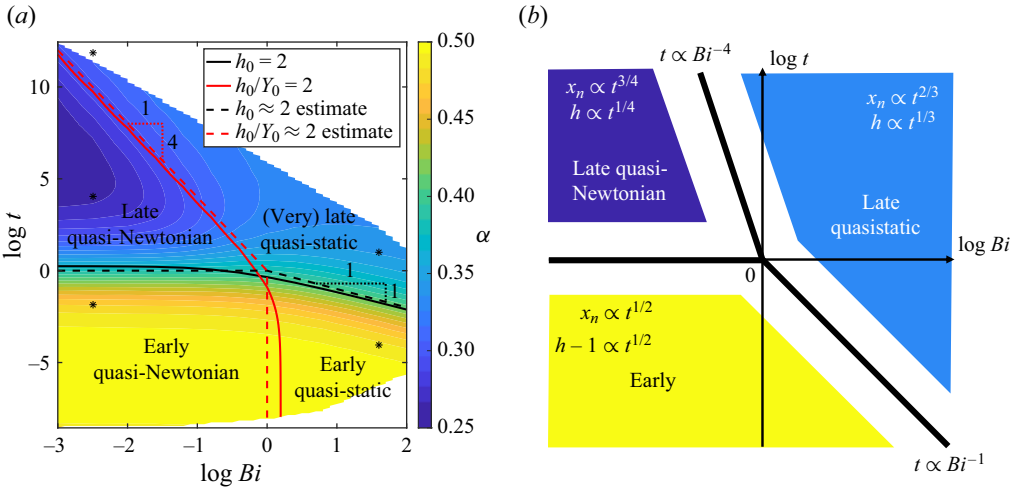 (a)
10
5
0
−5
log t
−3
−2
−1
0
1
2
log Bi
h₀ = 2
h₀/Y₀ = 2
h₀ ≈ 2 estimate
h₀/Y₀ ≈ 2 estimate
1
4
Late
quasi-Newtonian
(Very) late
quasi-static
1
1
Early
quasi-Newtonian
Early
quasi-static
α
0.50
0.45
0.40
0.35
0.30
0.25
(b)
t ∝ Bi⁻⁴
log t
xₙ ∝ t³/⁴
h ∝ t¹/⁴
Late quasi-
Newtonian
xₙ ∝ t²/³
h ∝ t¹/³
Late
quasistatic
log Bi
0
xₙ ∝ t¹/²
h – 1 ∝ t¹/²
Early
t ∝ Bi⁻¹